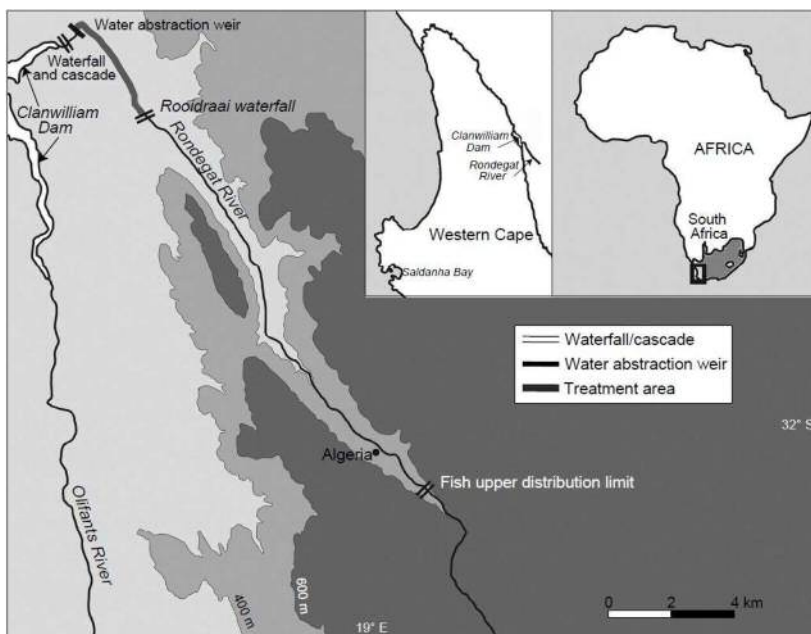 Water abstraction weir
Waterfall
and cascade
Clanwilliam
Dam
Rooidraai waterfall
Rondegat River
Algeria
Fish upper distribution limit
Olifants River
400 m
600 m
19° E
32° S
0 2 4 km
Clanwilliam
Dam
Rondegat
River
Western Cape
Saldanha Bay
AFRICA
South
Africa
Waterfall/cascade
Water abstraction weir
Treatment area